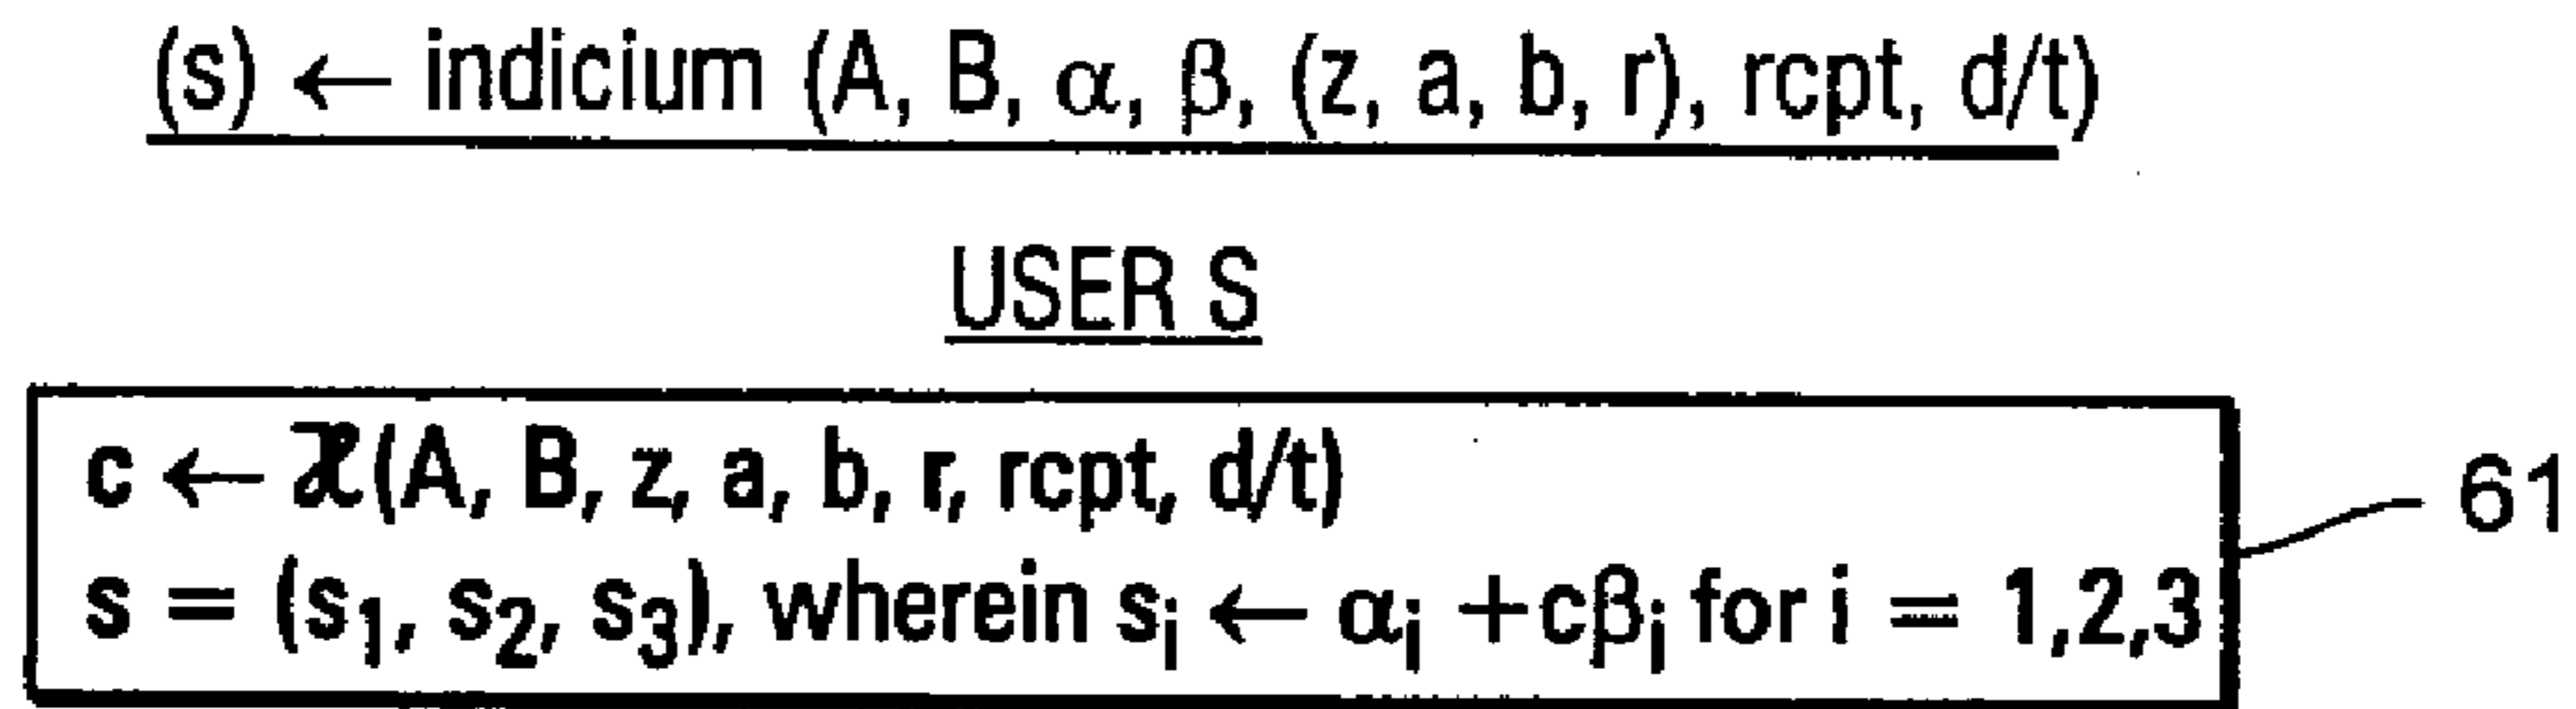 (s) ← indicium (A, B, α, β, (z, a, b, r), rcpt, d/t)
USER S
c ← ℋ(A, B, z, a, b, r, rcpt, d/t)
s = (s₁, s₂, s₃), wherein sᵢ ← αᵢ +cβᵢ for i = 1,2,3
61